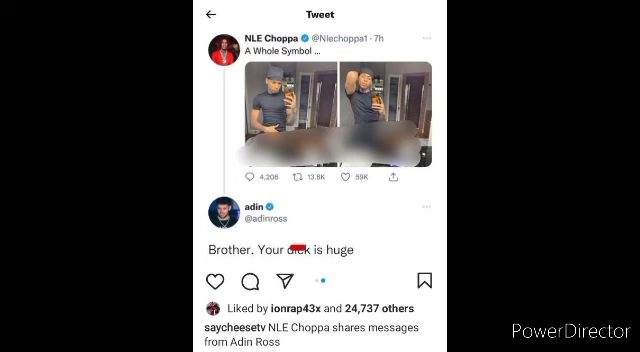 Tweet
NLE Choppa @Nlechoppa1 · 7h
A Whole Symbol ...
4,206 13.6K 59K
adin
@adinross
Brother. Your dick is huge
Liked by ionrap43x and 24,737 others
saycheesetv NLE Choppa shares messages
from Adin Ross
PowerDirector